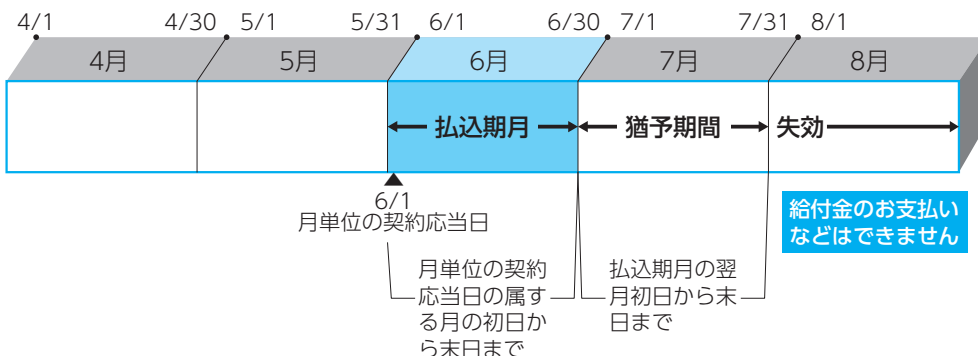 4/1 4/30 5/1 5/31 6/1 6/30 7/1 7/31 8/1
4月 5月 6月 7月 8月
払込期月 猶予期間 失効
6/1
月単位の契約応当日
給付金のお支払い
などはできません
月単位の契約
応当日の属す
る月の初日か
ら末日まで
払込期月の翌
月初日から末
日まで